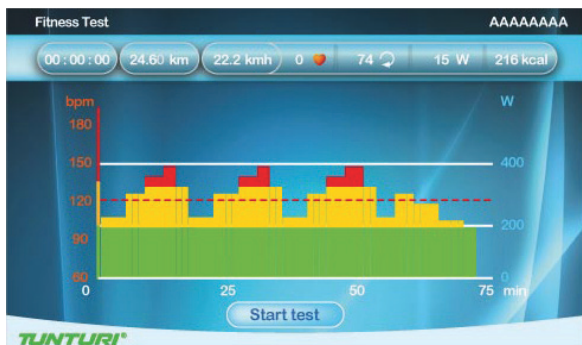 Fitness Test AAAAAAAA
00 : 00 : 00 24.60 km 22.2 kmh 0 74 15 W 216 kcal
bpm W
180
150 400
120
90 200
60 0
0 25 50 75 min
Start test
TUNTURI®